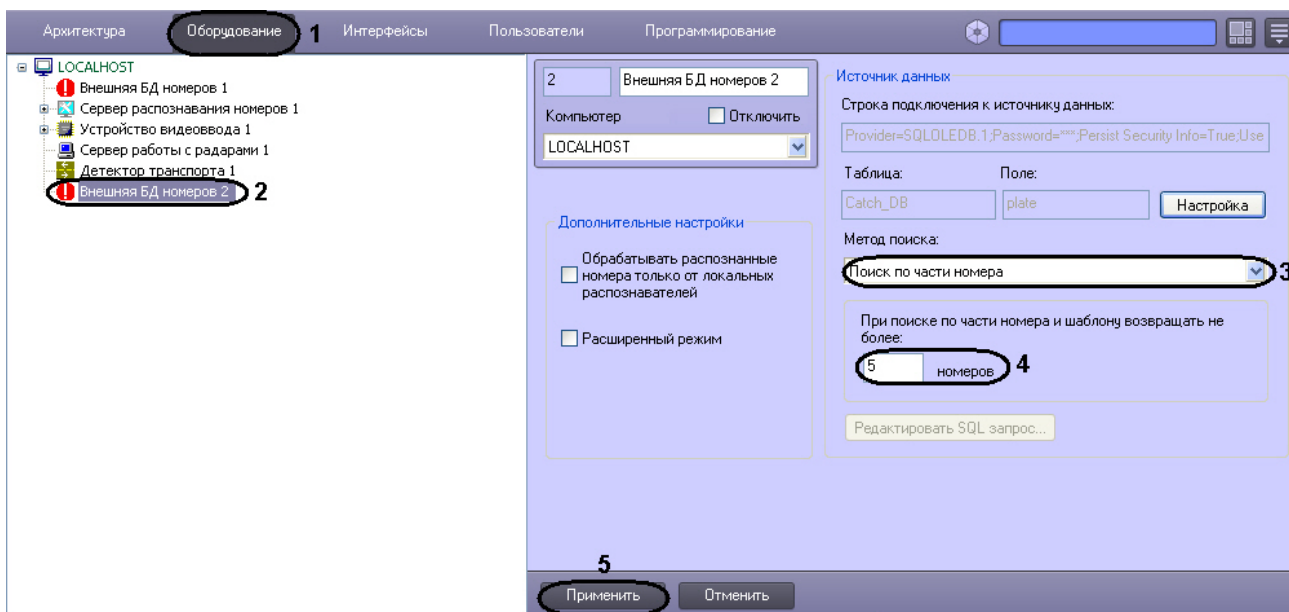 Архитектура Оборудование 1 Интерфейсы Пользователи Программирование
LOCALHOST
Внешняя БД номеров 1
Сервер распознавания номеров 1
Устройство видеоввода 1
Сервер работы с радарами 1
Детектор транспорта 1
Внешняя БД номеров 2 2
2 Внешняя БД номеров 2
Компьютер Отключить
LOCALHOST
Дополнительные настройки
Обрабатывать распознанные
номера только от локальных
распознавателей
Расширенный режим
Источник данных
Строка подключения к источнику данных:
Provider=SQLOLEDB.1;Password=***;Persist Security Info=True;Use
Таблица: Поле:
Catch_DB plate Настройка
Метод поиска:
Поиск по части номера 3
При поиске по части номера и шаблону возвращать не
более:
5 номеров 4
Редактировать SQL запрос...
5
Применить Отменить